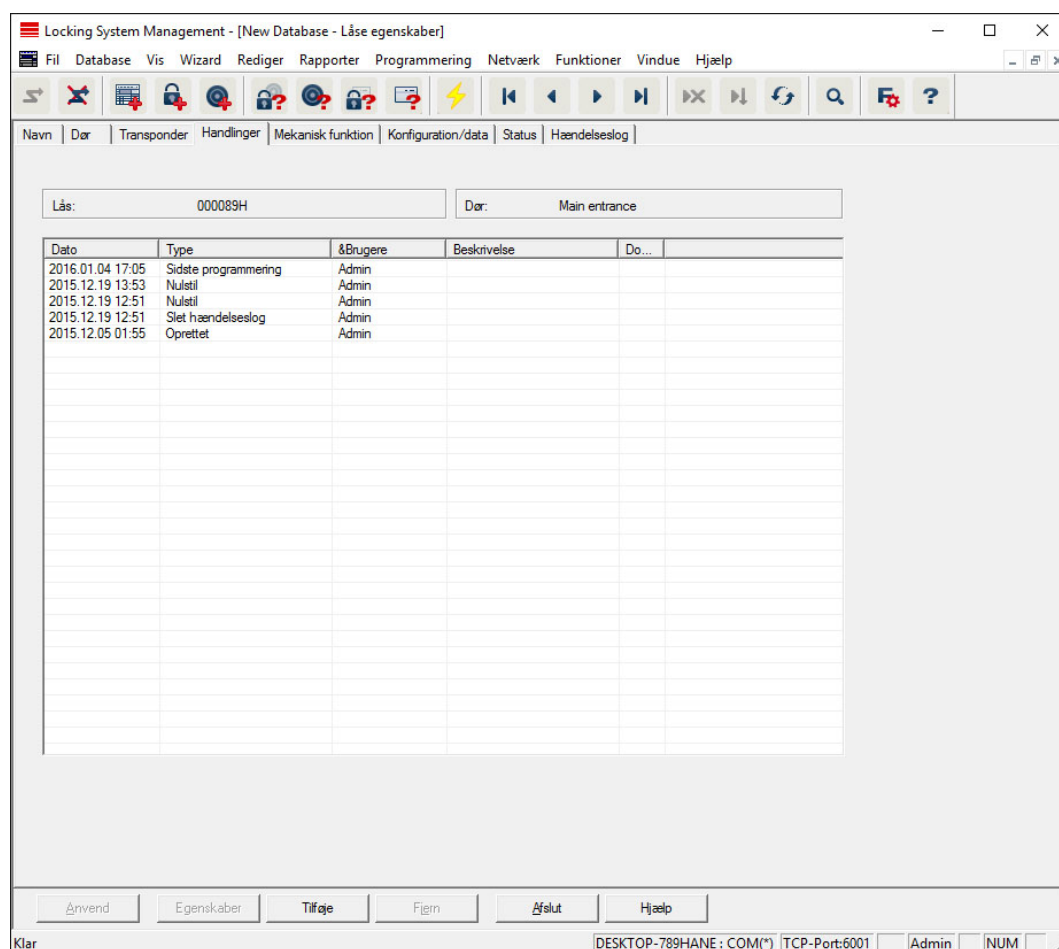 Locking System Management - [New Database - Låse egenskaber]
Fil Database Vis Wizard Rediger Rapporter Programmering Netværk Funktioner Vindue Hjælp
Navn Dør Transponder Handlinger Mekanisk funktion Konfiguration/data Status Hændelseslog
Lås: 000089H Dør: Main entrance
Dato Type &Brugere Beskrivelse Do...
2016.01.04 17:05 Sidste programmering Admin
2015.12.19 13:53 Nulstil Admin
2015.12.19 12:51 Nulstil Admin
2015.12.19 12:51 Slet hændelseslog Admin
2015.12.05 01:55 Oprettet Admin
Anvend Egenskaber Tilføje Fjern Afslut Hjælp
Klar DESKTOP-789HANE : COM(*) TCP-Port:6001 Admin NUM